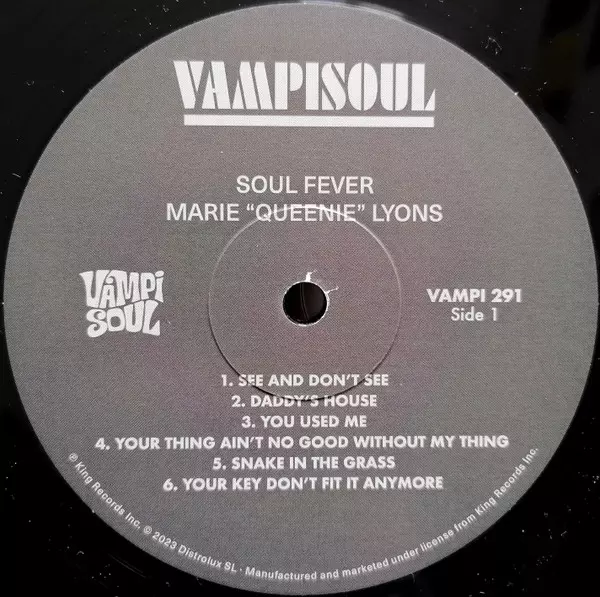 VAMPISOUL
SOUL FEVER
MARIE “QUEENIE” LYONS
VAMPi
SOUL
VAMPI 291
Side 1
1. SEE AND DON'T SEE
2. DADDY'S HOUSE
3. YOU USED ME
4. YOUR THING AIN'T NO GOOD WITHOUT MY THING
5. SNAKE IN THE GRASS
6. YOUR KEY DON'T FIT IT ANYMORE
℗ King Records Inc. © 2023 Distrolux SL · Manufactured and marketed under license from King Records Inc.